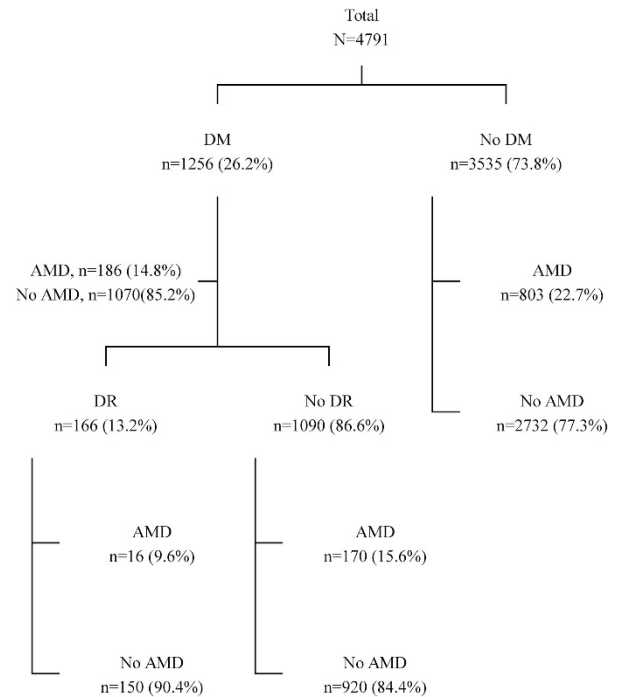 Total
N=4791
DM
n=1256 (26.2%)
No DM
n=3535 (73.8%)
AMD, n=186 (14.8%)
No AMD, n=1070(85.2%)
AMD
n=803 (22.7%)
DR
n=166 (13.2%)
No DR
n=1090 (86.6%)
No AMD
n=2732 (77.3%)
AMD
n=16 (9.6%)
AMD
n=170 (15.6%)
No AMD
n=150 (90.4%)
No AMD
n=920 (84.4%)